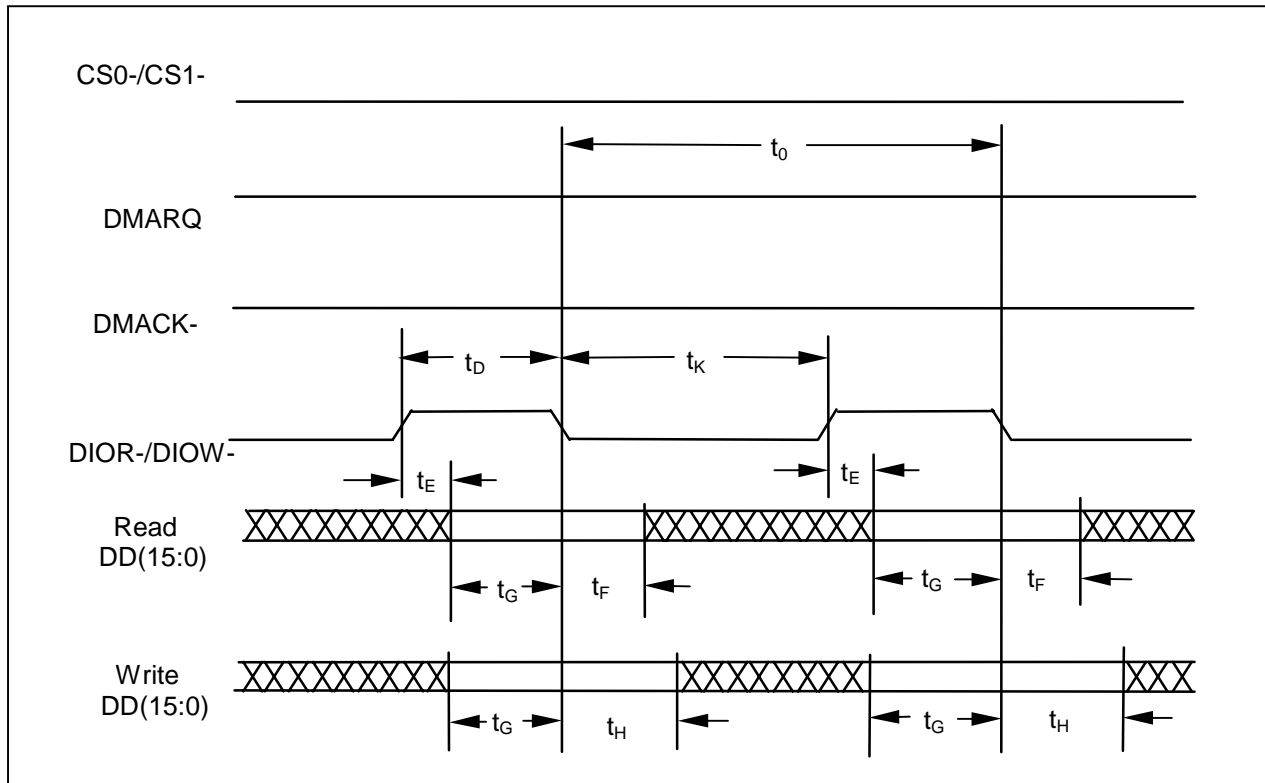 CS0-/CS1-
t0
DMARQ
DMACK-
tD
tK
DIOR-/DIOW-
tE
tE
Read
DD(15:0)
tG
tF
tG
tF
Write
DD(15:0)
tG
tH
tG
tH